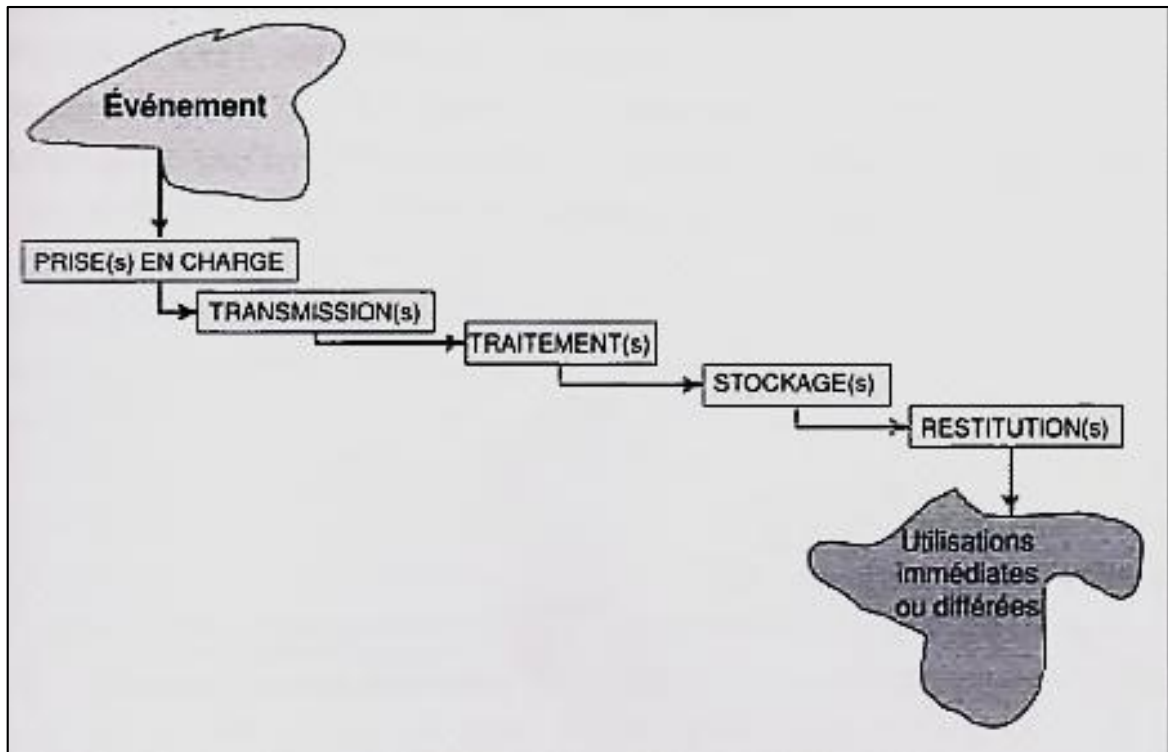 Événement
PRISE(s) EN CHARGE
TRANSMISSION(s)
TRAITEMENT(s)
STOCKAGE(s)
RESTITUTION(s)
Utilisations
immédiates
ou différées